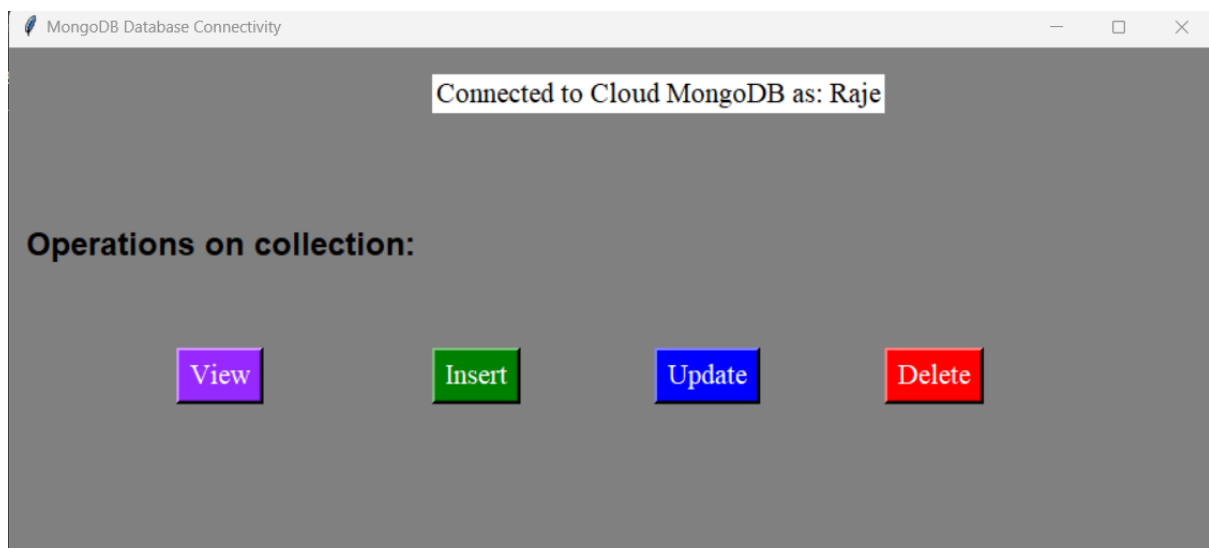 MongoDB Database Connectivity
Connected to Cloud MongoDB as: Raje
Operations on collection:
View Insert Update Delete